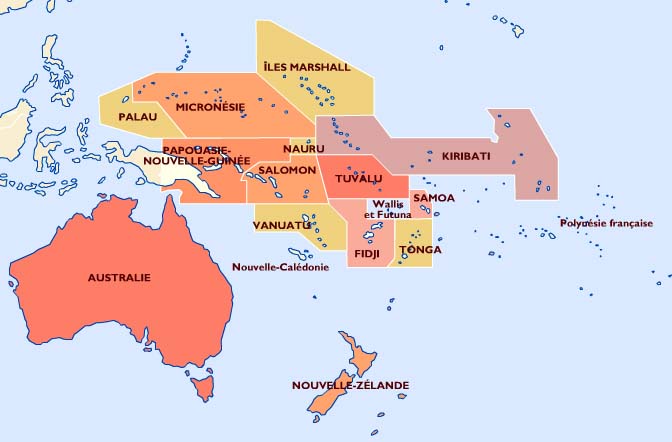 ÎLES MARSHALL
MICRONÉSIE
PALAU
PAPOUASIE-
NOUVELLE-GUINÉE
NAURU
KIRIBATI
SALOMON
TUVALU
Wallis
et Futuna
SAMOA
VANUATU
Polynésie française
FIDJI
TONGA
Nouvelle-Calédonie
AUSTRALIE
NOUVELLE-ZÉLANDE